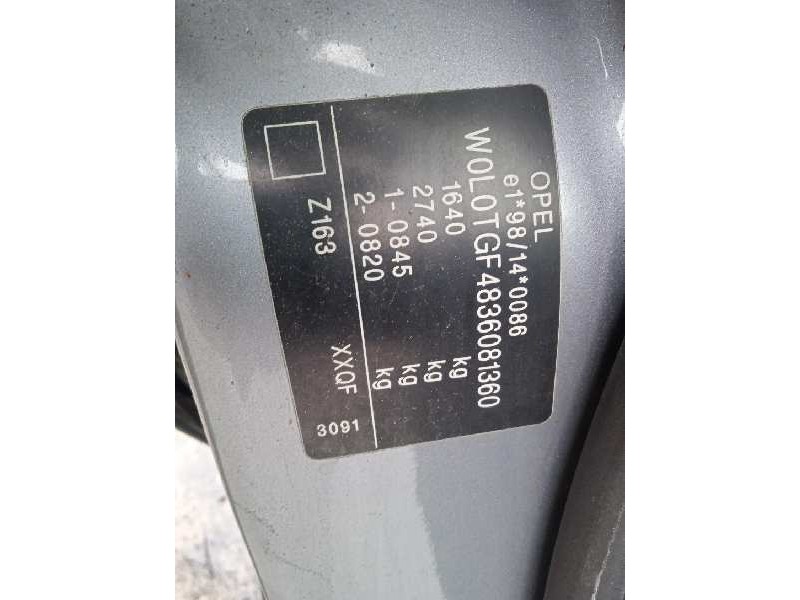 OPEL
e1*98/14*0086
W0L0TGF4836081360
1640 kg
2740 kg
1- 0845 kg
2- 0820 kg
Z163 XXQF
3091